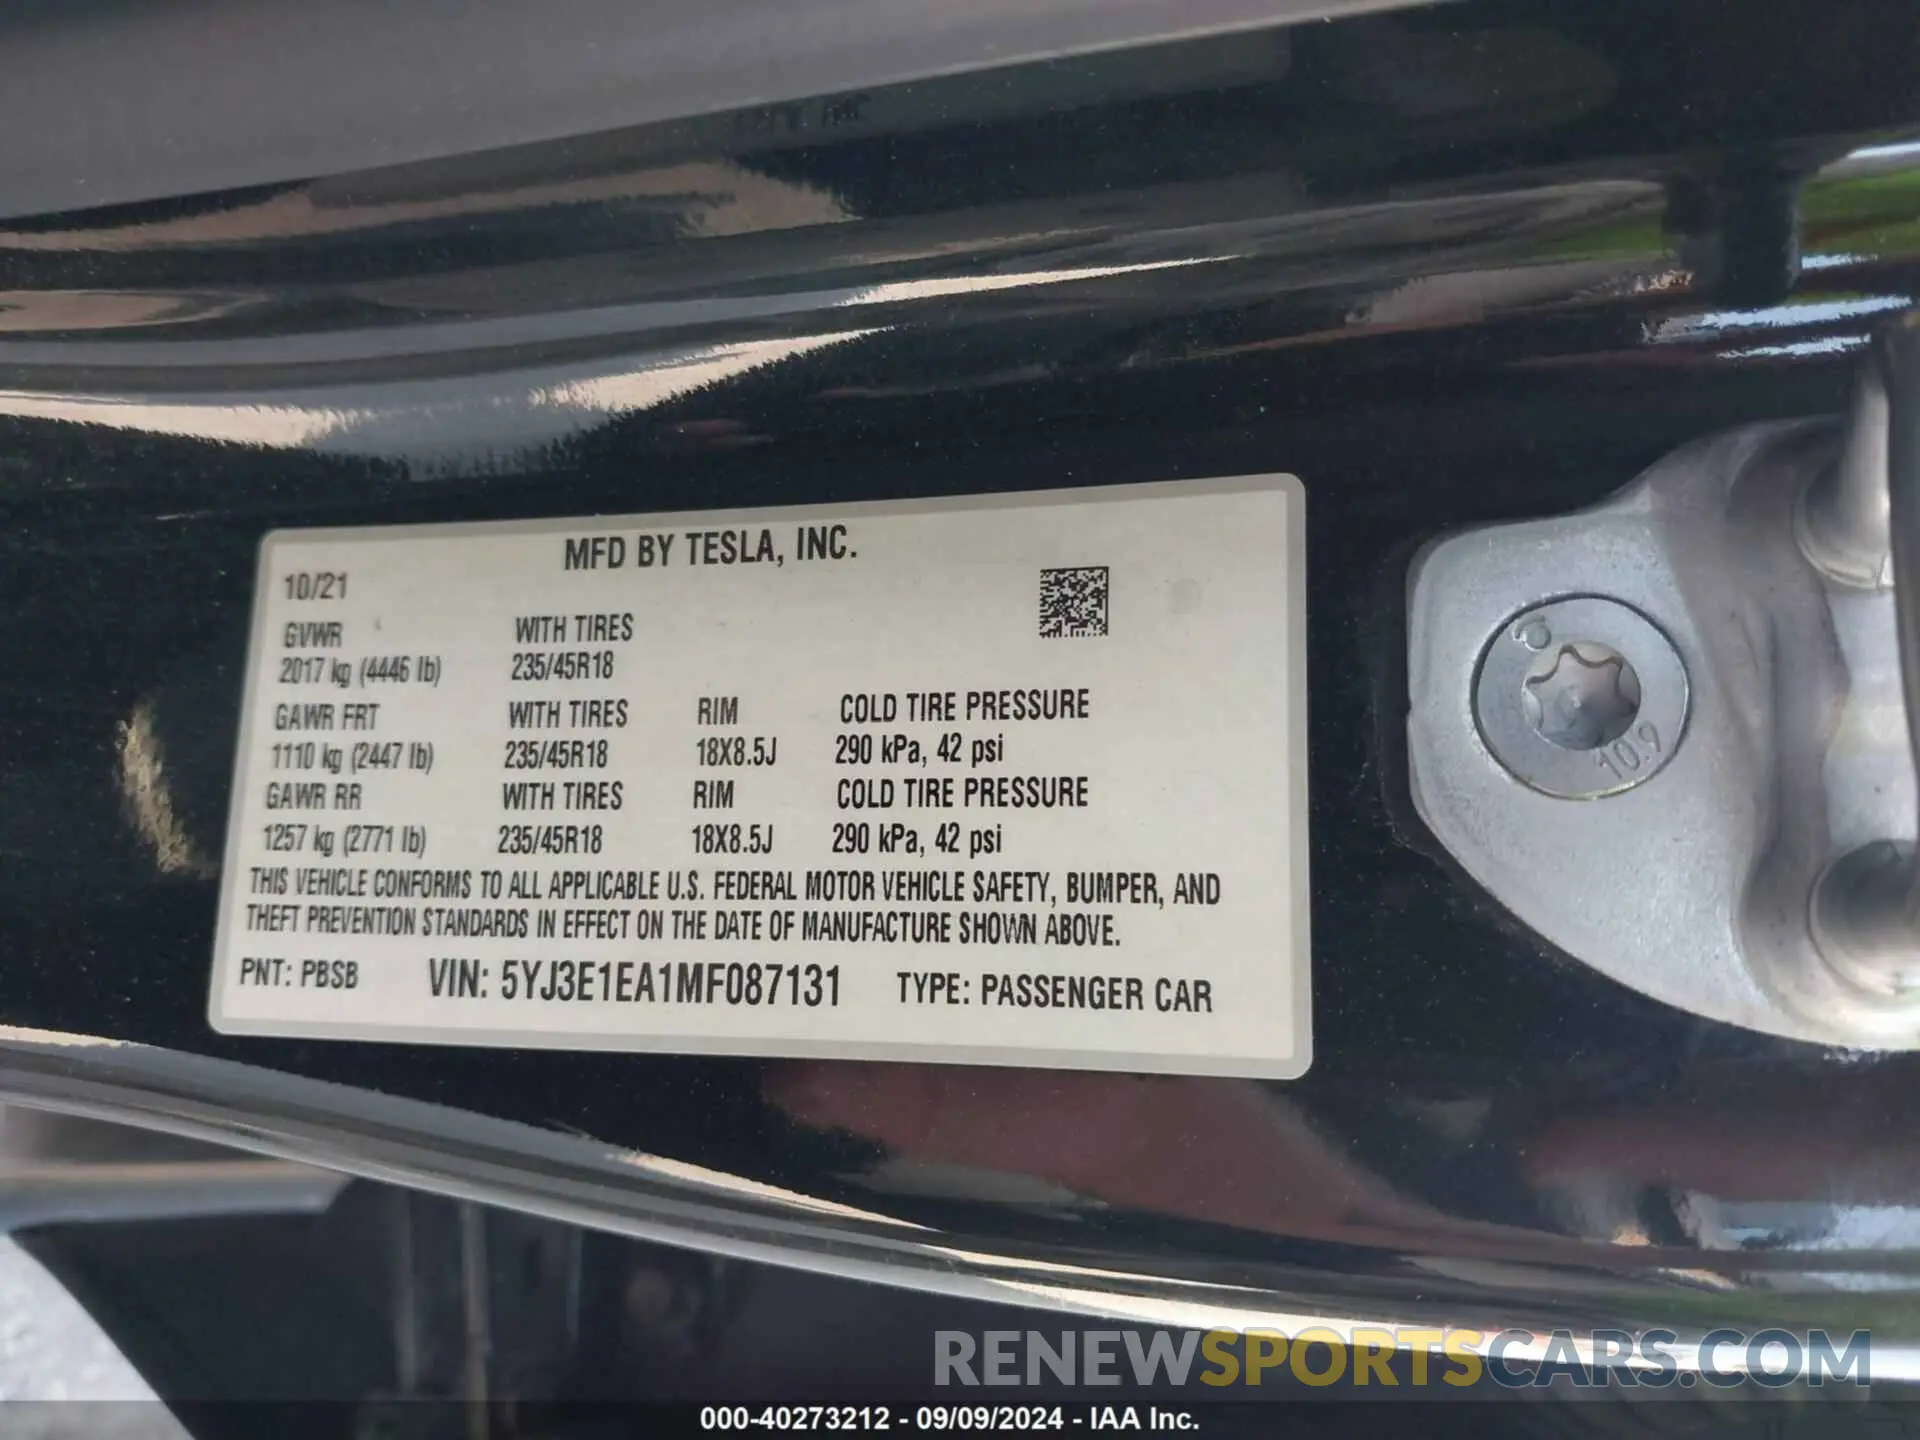 MFD BY TESLA, INC.
10/21
GVWR WITH TIRES
2017 kg (4446 lb) 235/45R18
GAWR FRT WITH TIRES RIM COLD TIRE PRESSURE
1110 kg (2447 lb) 235/45R18 18X8.5J 290 kPa, 42 psi
GAWR RR WITH TIRES RIM COLD TIRE PRESSURE
1257 kg (2771 lb) 235/45R18 18X8.5J 290 kPa, 42 psi
THIS VEHICLE CONFORMS TO ALL APPLICABLE U.S. FEDERAL MOTOR VEHICLE SAFETY, BUMPER, AND
THEFT PREVENTION STANDARDS IN EFFECT ON THE DATE OF MANUFACTURE SHOWN ABOVE.
PNT: PBSB VIN: 5YJ3E1EA1MF087131 TYPE: PASSENGER CAR
10.9
RENEWSPORTSCARS.COM
000-40273212 - 09/09/2024 - IAA Inc.